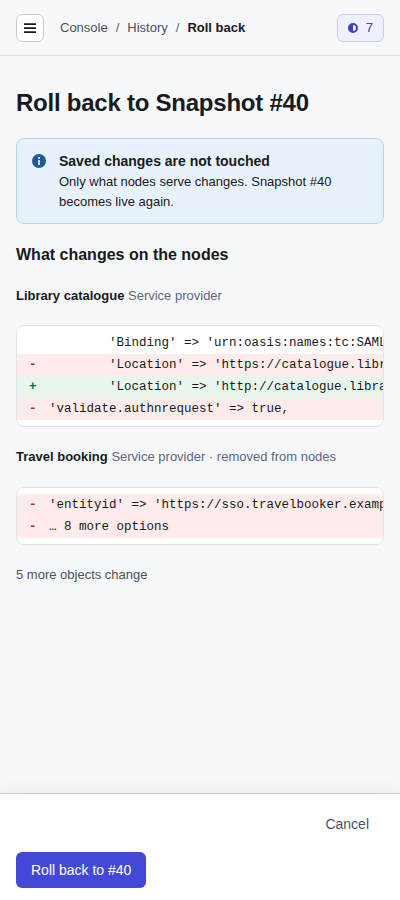 Console / History / Roll back
7
Roll back to Snapshot #40
Saved changes are not touched
Only what nodes serve changes. Snapshot #40
becomes live again.
What changes on the nodes
Library catalogue Service provider
'Binding' => 'urn:oasis:names:tc:SAML
- 'Location' => 'https://catalogue.libr
+ 'Location' => 'http://catalogue.libra
- 'validate.authnrequest' => true,
Travel booking Service provider · removed from nodes
- 'entityid' => 'https://sso.travelbooker.examp
- … 8 more options
5 more objects change
Cancel
Roll back to #40